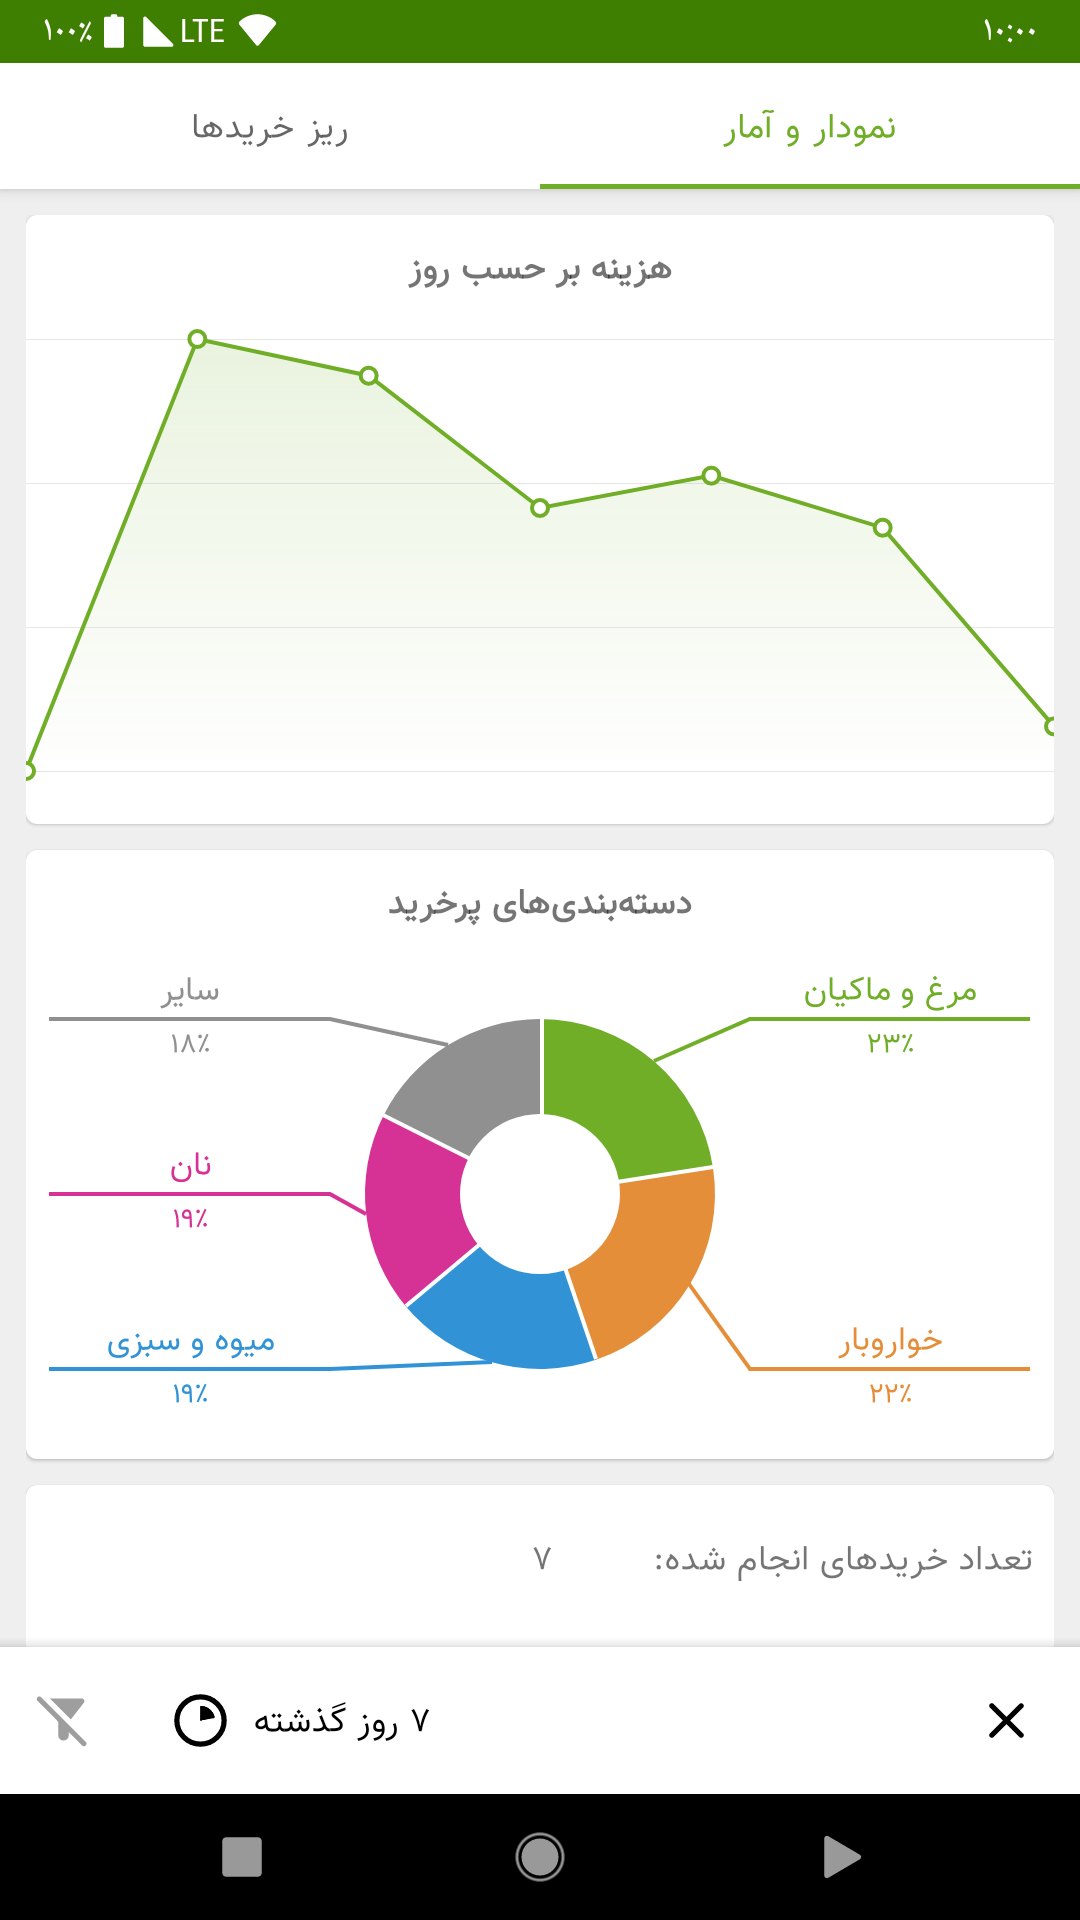 ۱۰:۰۰
LTE ۱۰۰٪
نمودار و آمار
ریز خریدها
هزینه بر حسب روز
دسته‌بندی‌های پرخرید
مرغ و ماکیان
۲۳٪
سایر
۱۸٪
نان
۱۹٪
خواروبار
۲۲٪
میوه و سبزی
۱۹٪
تعداد خریدهای انجام شده: ۷
۷ روز گذشته